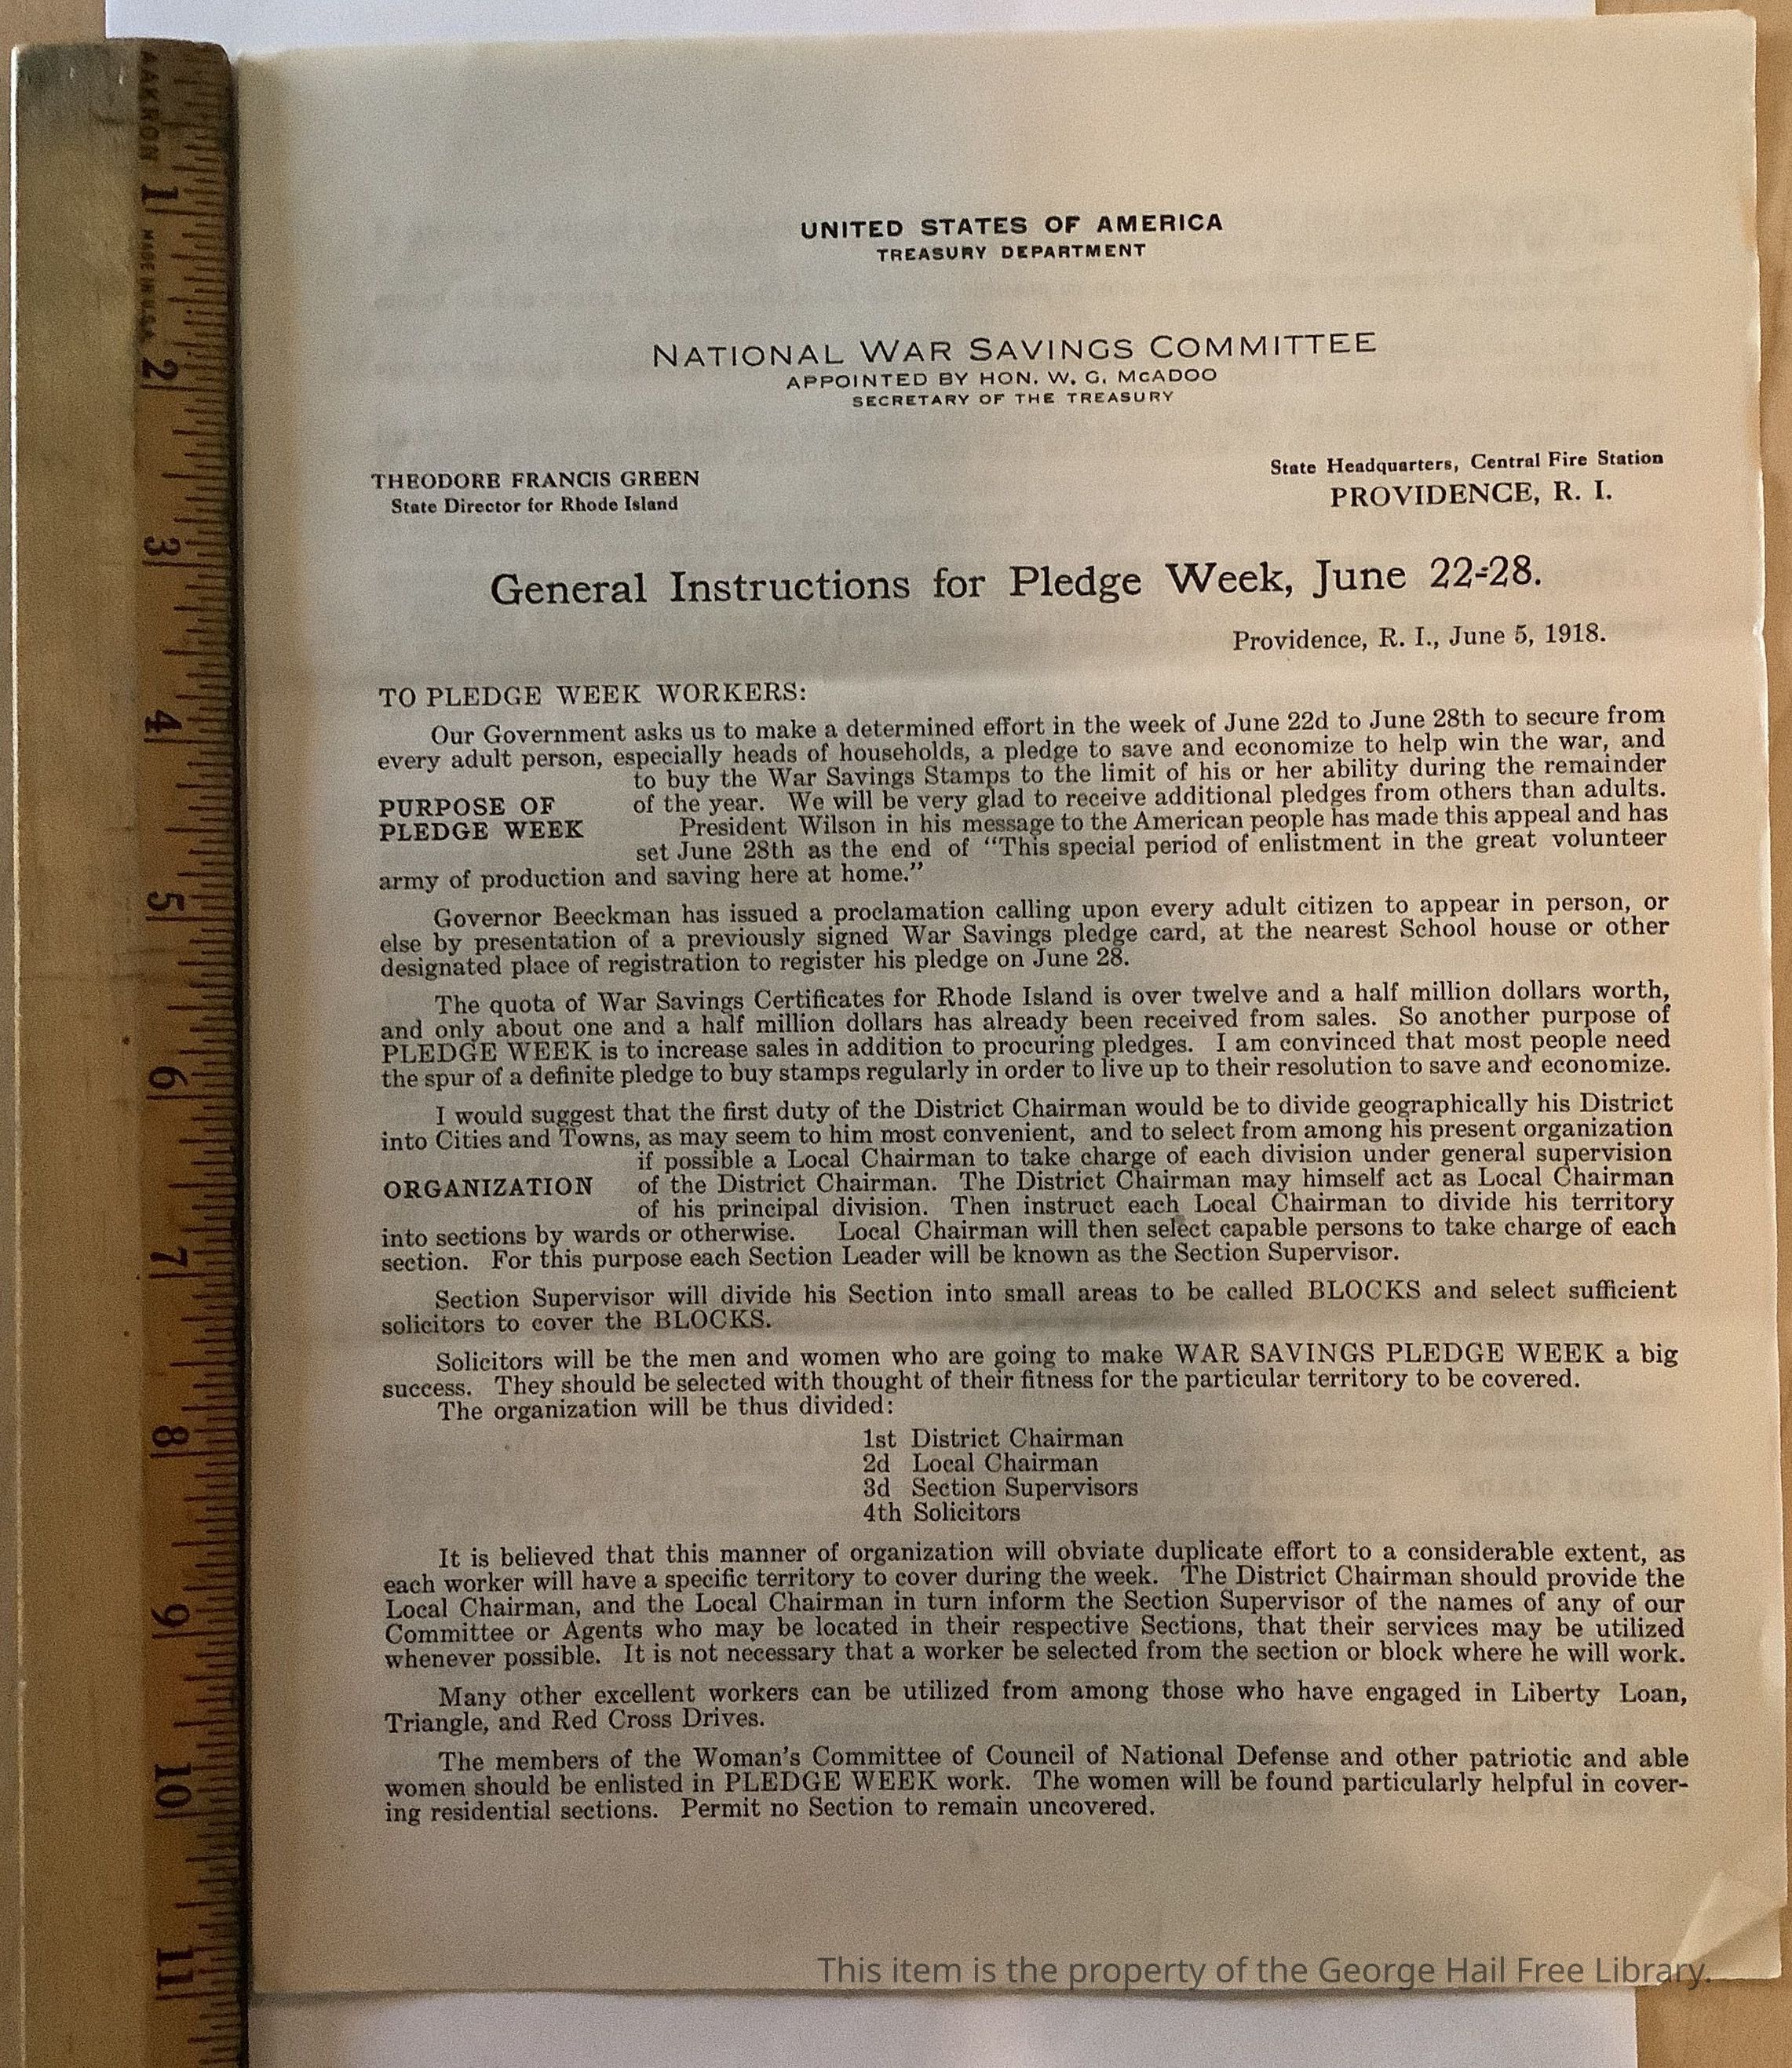 AAKRON
MADE IN U.S.A.
1
2
3
4
5
6
7
8
9
10
11
UNITED STATES OF AMERICA
TREASURY DEPARTMENT
NATIONAL WAR SAVINGS COMMITTEE
APPOINTED BY HON. W. G. McADOO
SECRETARY OF THE TREASURY
THEODORE FRANCIS GREEN
State Director for Rhode Island
State Headquarters, Central Fire Station
PROVIDENCE, R. I.
General Instructions for Pledge Week, June 22-28.
Providence, R. I., June 5, 1918.
TO PLEDGE WEEK WORKERS:
Our Government asks us to make a determined effort in the week of June 22d to June 28th to secure from
every adult person, especially heads of households, a pledge to save and economize to help win the war, and
to buy the War Savings Stamps to the limit of his or her ability during the remainder
PURPOSE OF of the year. We will be very glad to receive additional pledges from others than adults.
PLEDGE WEEK President Wilson in his message to the American people has made this appeal and has
set June 28th as the end of "This special period of enlistment in the great volunteer
army of production and saving here at home."
Governor Beeckman has issued a proclamation calling upon every adult citizen to appear in person, or
else by presentation of a previously signed War Savings pledge card, at the nearest School house or other
designated place of registration to register his pledge on June 28.
The quota of War Savings Certificates for Rhode Island is over twelve and a half million dollars worth,
and only about one and a half million dollars has already been received from sales. So another purpose of
PLEDGE WEEK is to increase sales in addition to procuring pledges. I am convinced that most people need
the spur of a definite pledge to buy stamps regularly in order to live up to their resolution to save and economize.
I would suggest that the first duty of the District Chairman would be to divide geographically his District
into Cities and Towns, as may seem to him most convenient, and to select from among his present organization
if possible a Local Chairman to take charge of each division under general supervision
ORGANIZATION of the District Chairman. The District Chairman may himself act as Local Chairman
of his principal division. Then instruct each Local Chairman to divide his territory
into sections by wards or otherwise. Local Chairman will then select capable persons to take charge of each
section. For this purpose each Section Leader will be known as the Section Supervisor.
Section Supervisor will divide his Section into small areas to be called BLOCKS and select sufficient
solicitors to cover the BLOCKS.
Solicitors will be the men and women who are going to make WAR SAVINGS PLEDGE WEEK a big
success. They should be selected with thought of their fitness for the particular territory to be covered.
The organization will be thus divided:
1st District Chairman
2d Local Chairman
3d Section Supervisors
4th Solicitors
It is believed that this manner of organization will obviate duplicate effort to a considerable extent, as
each worker will have a specific territory to cover during the week. The District Chairman should provide the
Local Chairman, and the Local Chairman in turn inform the Section Supervisor of the names of any of our
Committee or Agents who may be located in their respective Sections, that their services may be utilized
whenever possible. It is not necessary that a worker be selected from the section or block where he will work.
Many other excellent workers can be utilized from among those who have engaged in Liberty Loan,
Triangle, and Red Cross Drives.
The members of the Woman's Committee of Council of National Defense and other patriotic and able
women should be enlisted in PLEDGE WEEK work. The women will be found particularly helpful in cover-
ing residential sections. Permit no Section to remain uncovered.
This item is the property of the George Hail Free Library.